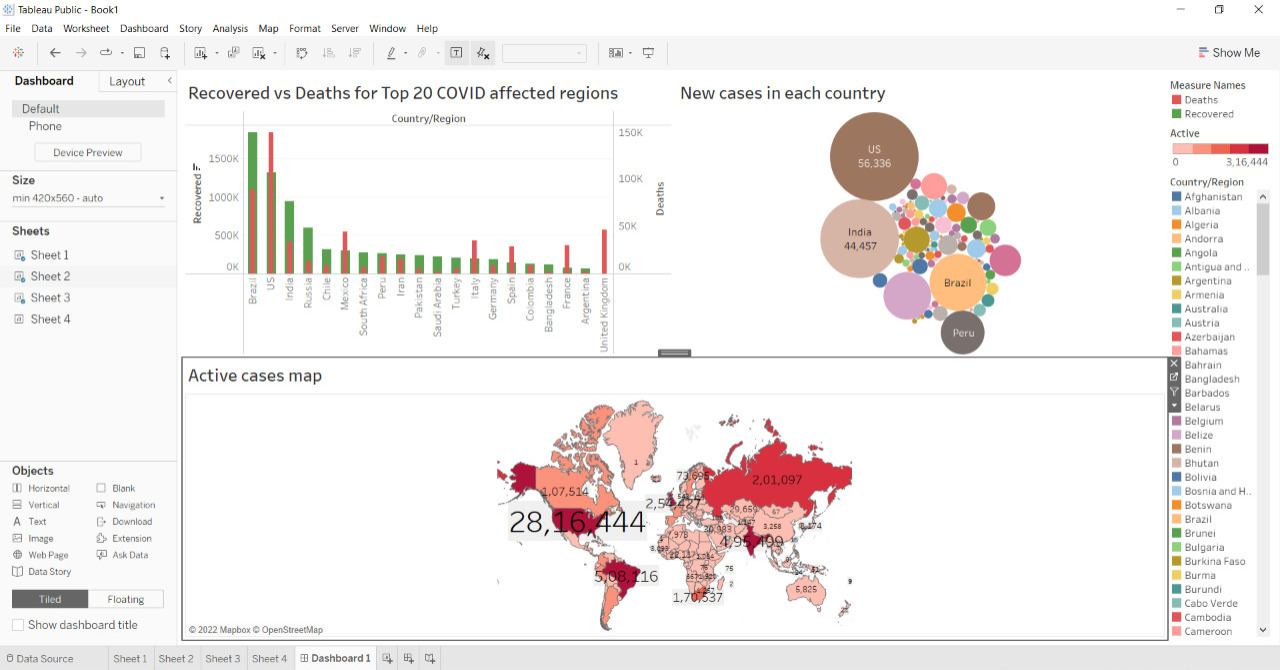 Tableau Public - Book1
File Data Worksheet Dashboard Story Analysis Map Format Server Window Help
Show Me
Dashboard Layout
Default
Phone
Device Preview
Size
min 420x560 - auto
Sheets
Sheet 1
Sheet 2
Sheet 3
Sheet 4
Objects
Horizontal Blank
Vertical Navigation
Text Download
Image Extension
Web Page Ask Data
Data Story
Tiled Floating
Show dashboard title
Recovered vs Deaths for Top 20 COVID affected regions
Country/Region
Recovered
1500K
1000K
500K
0K
150K
100K
50K
0K
Deaths
Brazil
US
India
Russia
Chile
Mexico
South Africa
Peru
Iran
Pakistan
Saudi Arabia
Turkey
Italy
Germany
Spain
Colombia
Bangladesh
France
Argentina
United Kingdom
New cases in each country
US
56,336
India
44,457
Brazil
Peru
Active cases map
1
73,695
2,01,097
1,07,514
28,16,444
29,659
67
3,258
30,983
4,95,499
5,08,116
75
2
1,70,537
5,825
9
© 2022 Mapbox © OpenStreetMap
Measure Names
Deaths
Recovered
Active
0 3,16,444
Country/Region
Afghanistan
Albania
Algeria
Andorra
Angola
Antigua and ..
Argentina
Armenia
Australia
Austria
Azerbaijan
Bahamas
Bahrain
Bangladesh
Barbados
Belarus
Belgium
Belize
Benin
Bhutan
Bolivia
Bosnia and H..
Botswana
Brazil
Brunei
Bulgaria
Burkina Faso
Burma
Burundi
Cabo Verde
Cambodia
Cameroon
Data Source Sheet 1 Sheet 2 Sheet 3 Sheet 4 Dashboard 1